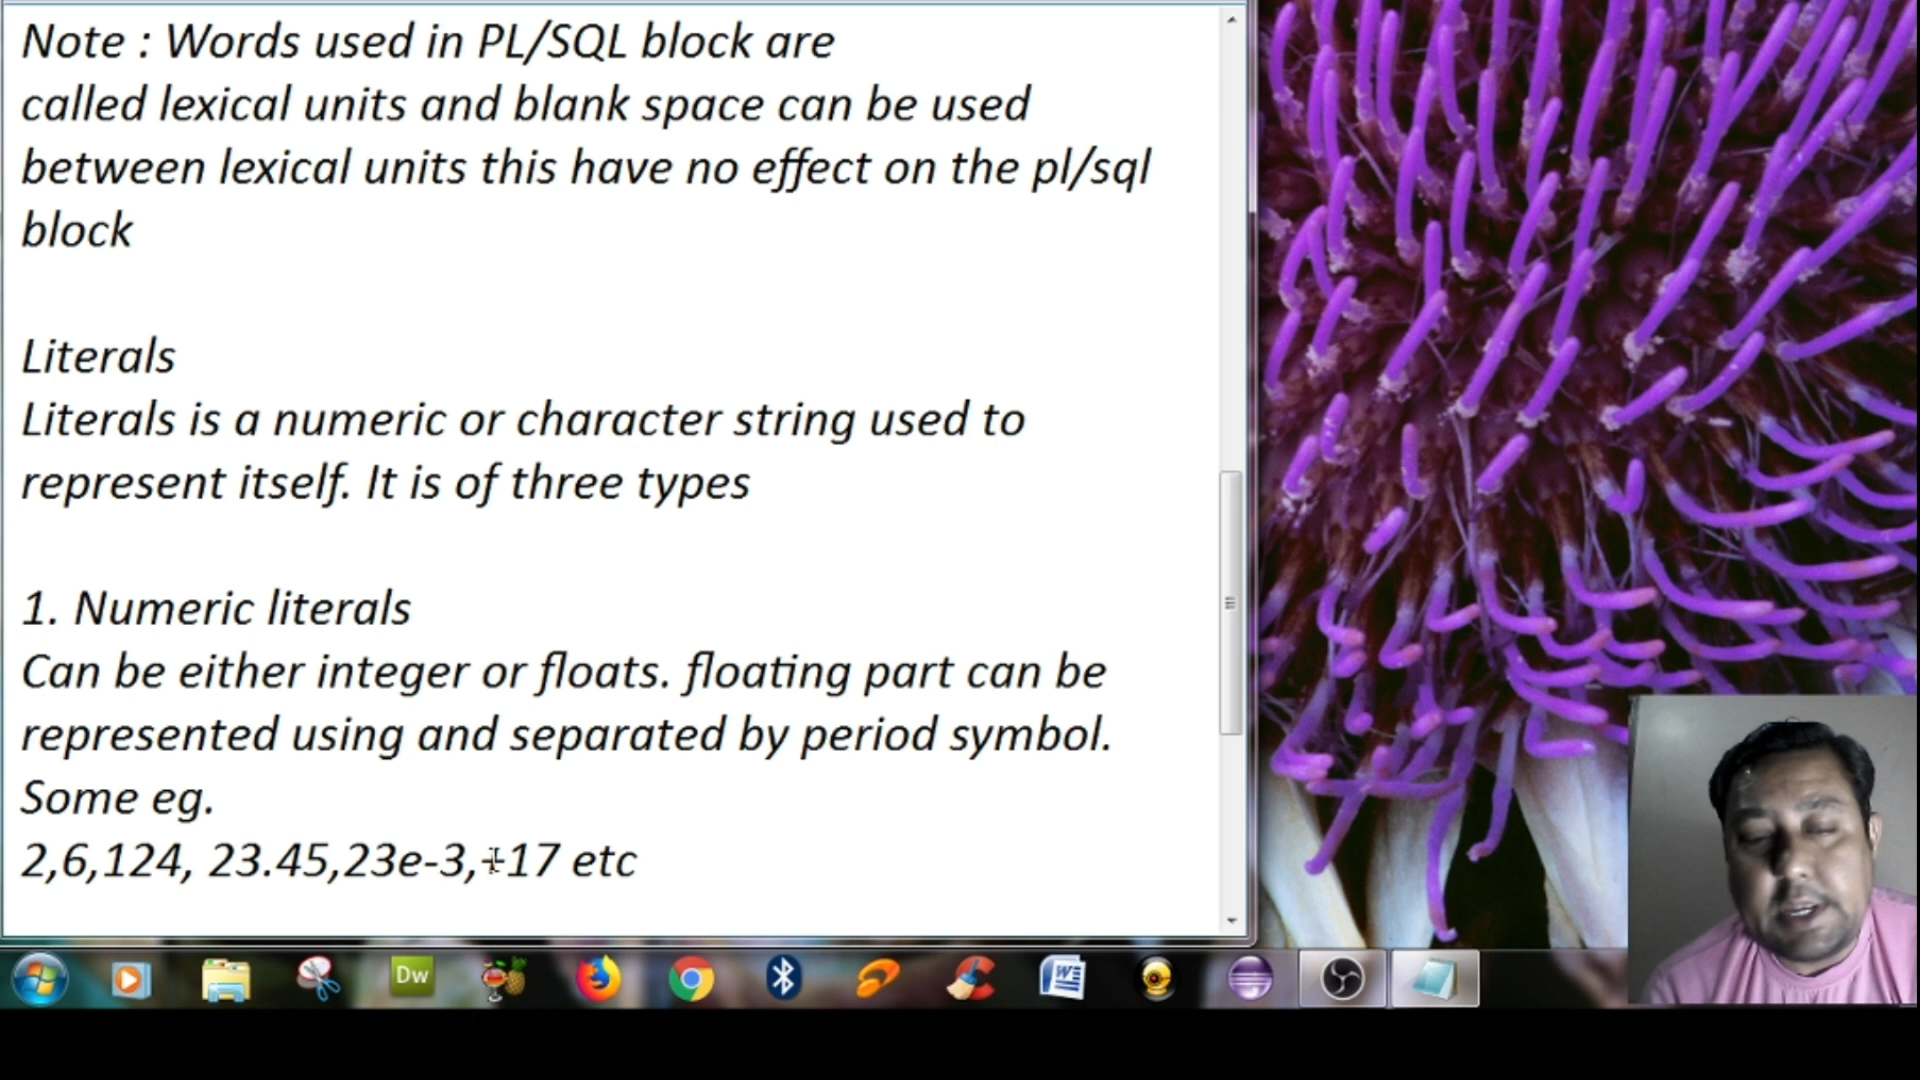 Note : Words used in PL/SQL block are
called lexical units and blank space can be used
between lexical units this have no effect on the pl/sql
block
Literals
Literals is a numeric or character string used to
represent itself. It is of three types
1. Numeric literals
Can be either integer or floats. floating part can be
represented using and separated by period symbol.
Some eg.
2,6,124, 23.45,23e-3,+17 etc
Dw